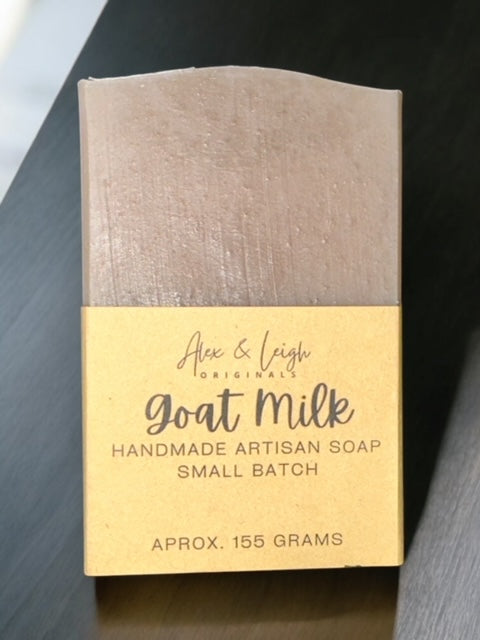 Alex & Leigh
ORIGINALS
Goat Milk
HANDMADE ARTISAN SOAP
SMALL BATCH
APROX. 155 GRAMS